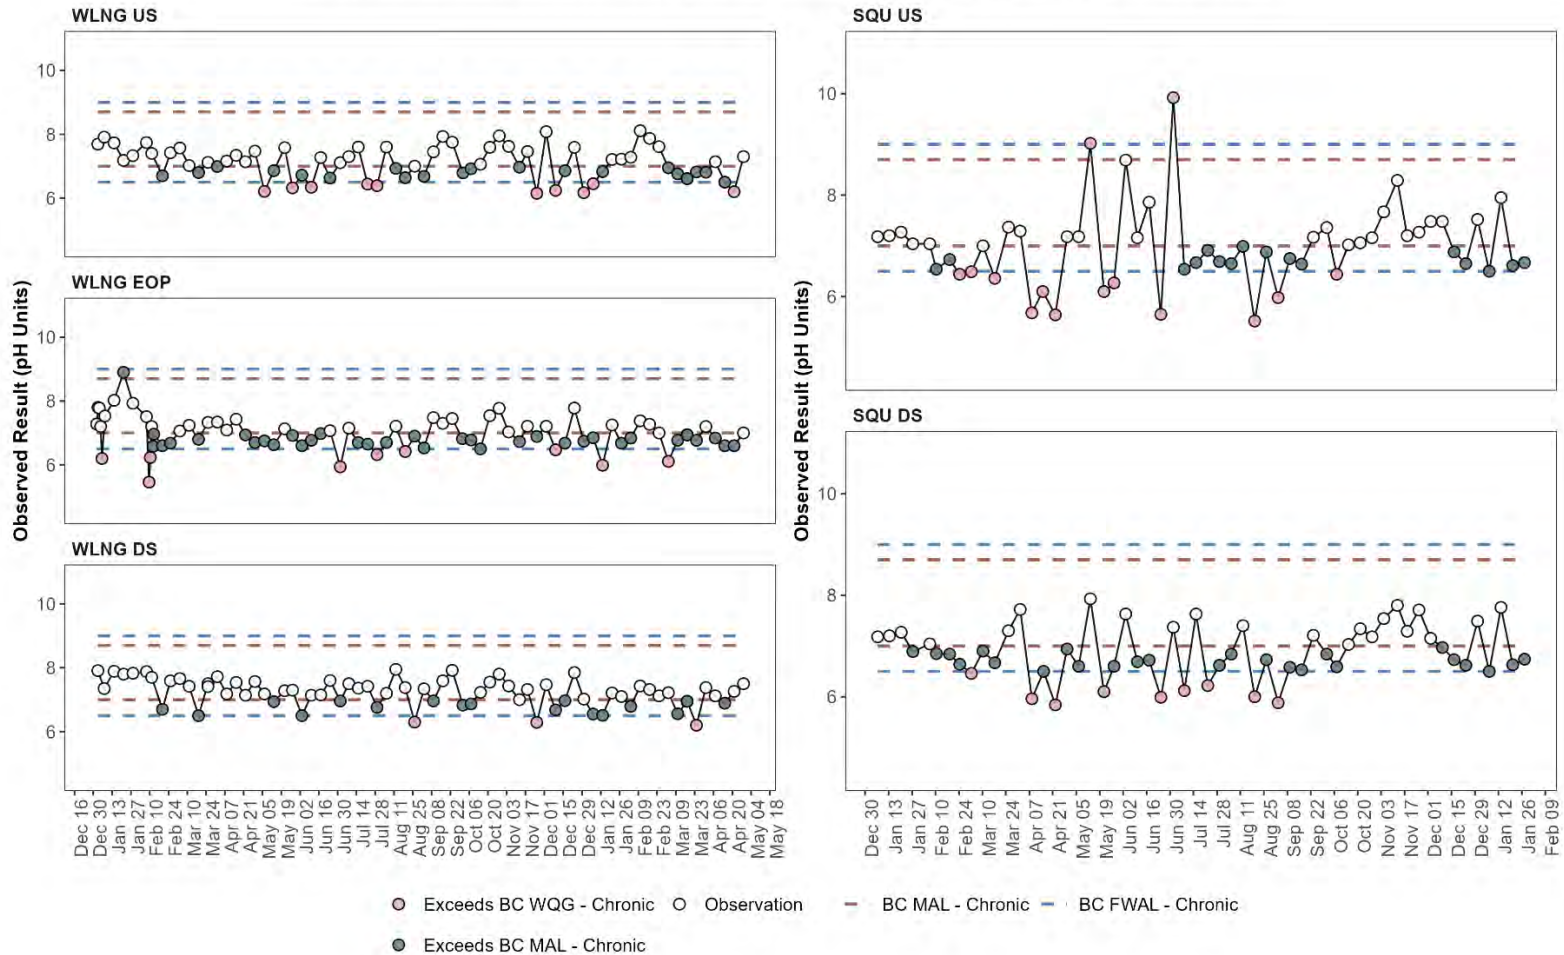 WLNG US
SQU US
10
8
6
WLNG EOP
10
8
6
WLNG DS
10
8
6
Observed Result (pH Units)
10
8
6
SQU DS
10
8
6
Observed Result (pH Units)
Dec 16
Dec 30
Jan 13
Jan 27
Feb 10
Feb 24
Mar 10
Mar 24
Apr 07
Apr 21
May 05
May 19
Jun 02
Jun 16
Jun 30
Jul 14
Jul 28
Aug 11
Aug 25
Sep 08
Sep 22
Oct 06
Oct 20
Nov 03
Nov 17
Dec 01
Dec 15
Dec 29
Jan 12
Jan 26
Feb 09
Feb 23
Mar 09
Mar 23
Apr 06
Apr 20
May 04
May 18
Dec 30
Jan 13
Jan 27
Feb 10
Feb 24
Mar 10
Mar 24
Apr 07
Apr 21
May 05
May 19
Jun 02
Jun 16
Jun 30
Jul 14
Jul 28
Aug 11
Aug 25
Sep 08
Sep 22
Oct 06
Oct 20
Nov 03
Nov 17
Dec 01
Dec 15
Dec 29
Jan 12
Jan 26
Feb 09
Exceeds BC WQG - Chronic
Observation
BC MAL - Chronic
BC FWAL - Chronic
Exceeds BC MAL - Chronic